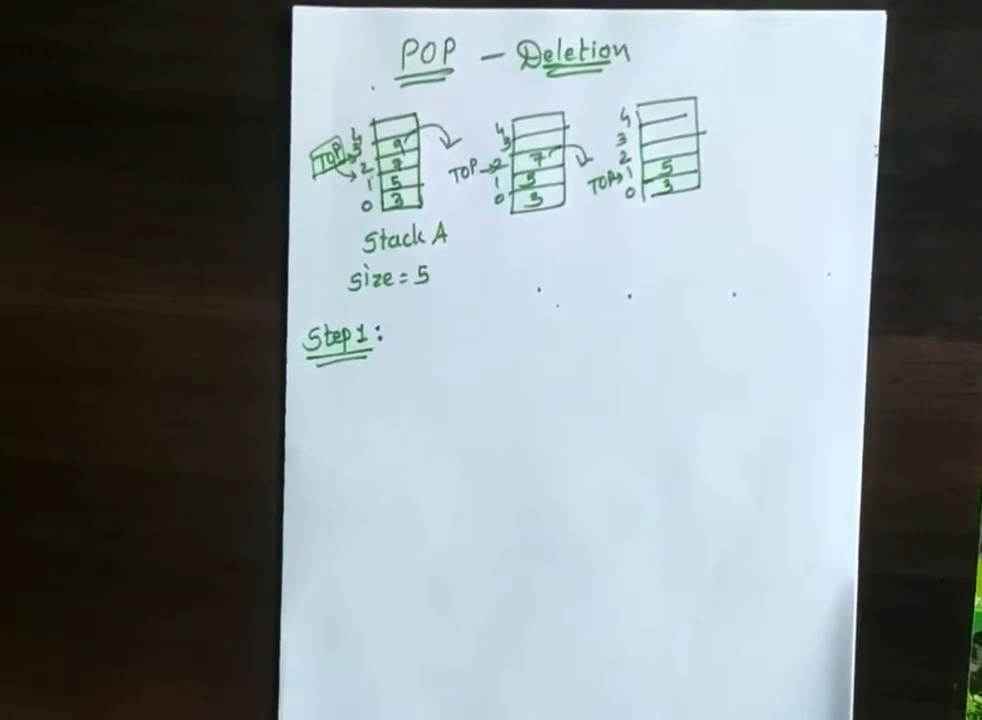 POP - Deletion
4 4 4
3 9 3 3
TOP → 2 7 TOP → 2 7 2
1 5 1 5 TOP → 1 5
0 3 0 3 0 3
Stack A
size = 5
Step 1: